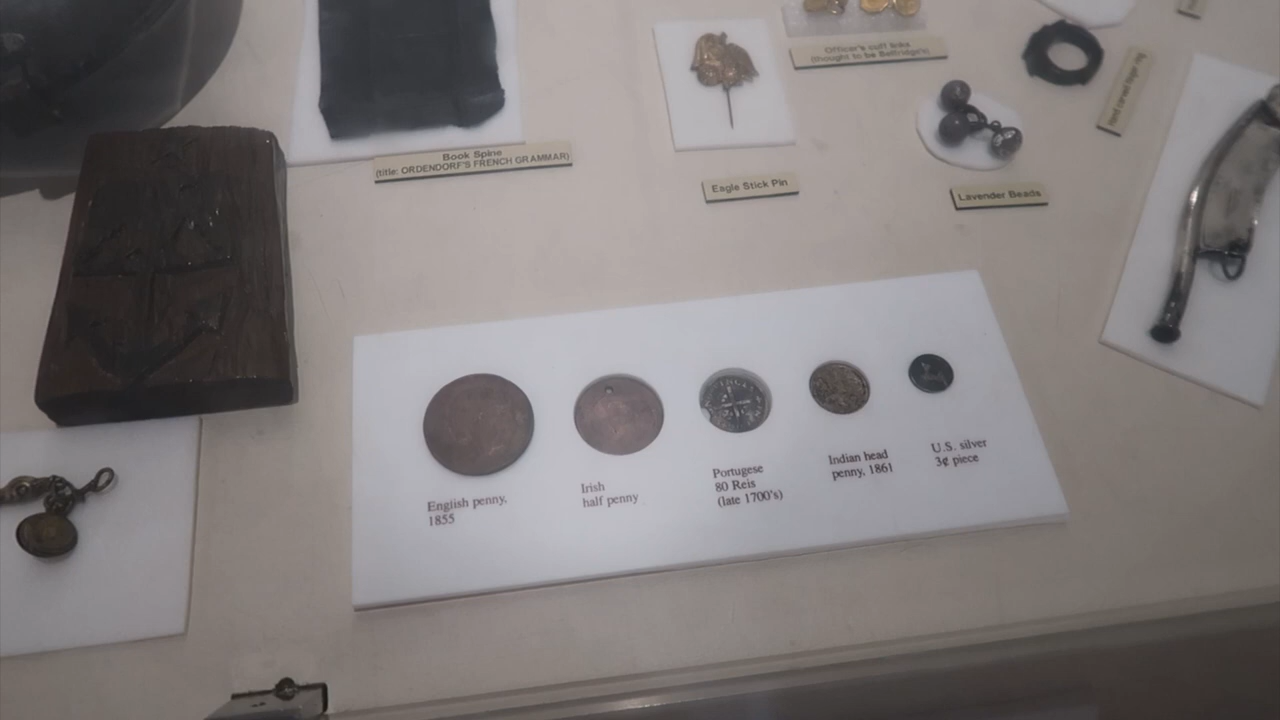 Officer's cuff links
(thought to be Belfridge's)
Book Spine
(title: ORDENDORF'S FRENCH GRAMMAR)
Eagle Stick Pin
Lavender Beads
English penny,
1855
Irish
half penny
Portugese
80 Reis
(late 1700's)
Indian head
penny, 1861
U.S. silver
3¢ piece